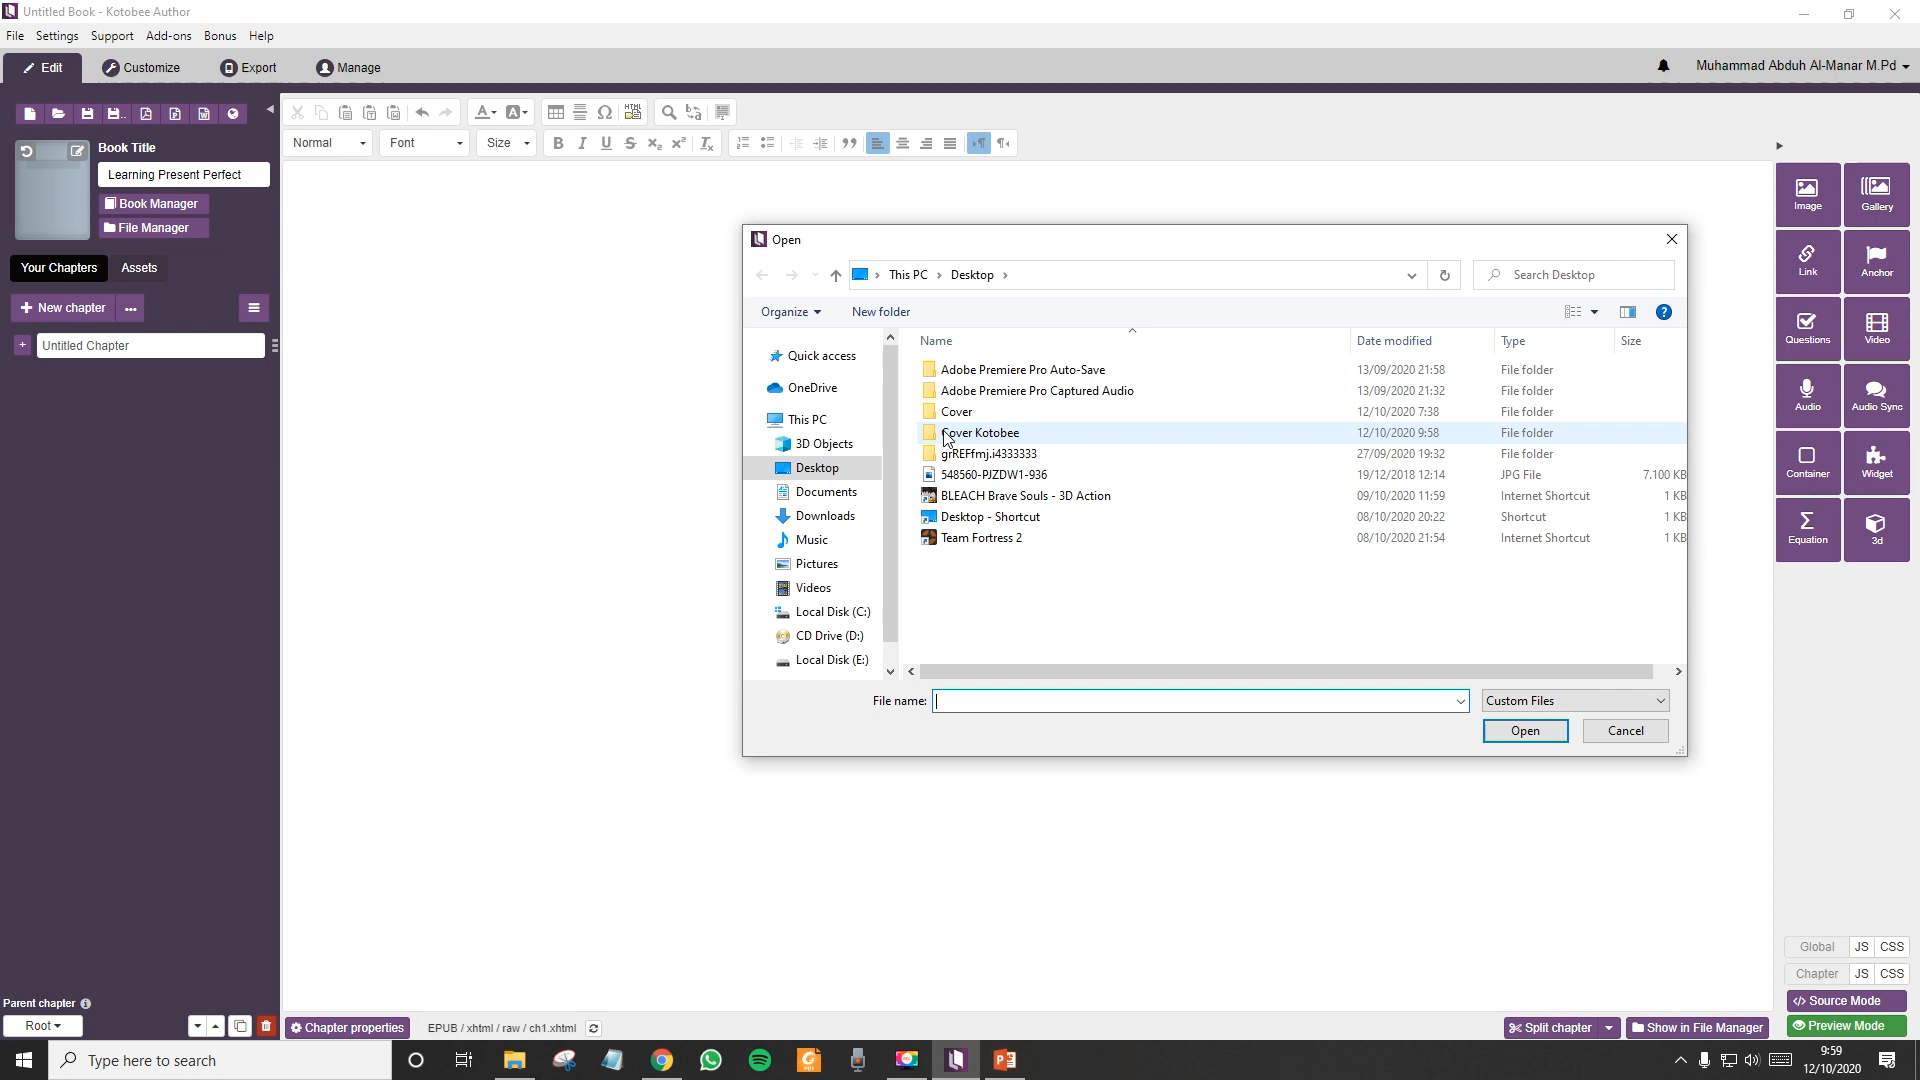 Untitled Book - Kotobee Author
File Settings Support Add-ons Bonus Help
Edit Customize Export Manage
Muhammad Abduh Al-Manar M.Pd
Book Title
Learning Present Perfect
Book Manager
File Manager
Your Chapters Assets
New chapter ...
Untitled Chapter
HTML
Normal Font Size
Open
This PC > Desktop >
Search Desktop
Organize New folder
Quick access
OneDrive
This PC
3D Objects
Desktop
Documents
Downloads
Music
Pictures
Videos
Local Disk (C:)
CD Drive (D:)
Local Disk (E:)
Name Date modified Type Size
Adobe Premiere Pro Auto-Save 13/09/2020 21:58 File folder
Adobe Premiere Pro Captured Audio 13/09/2020 21:32 File folder
Cover 12/10/2020 7:38 File folder
Cover Kotobee 12/10/2020 9:58 File folder
grREFfmj.i4333333 27/09/2020 19:32 File folder
548560-PJZDW1-936 19/12/2018 12:14 JPG File 7.100 KB
BLEACH Brave Souls - 3D Action 09/10/2020 11:59 Internet Shortcut 1 KB
Desktop - Shortcut 08/10/2020 20:22 Shortcut 1 KB
Team Fortress 2 08/10/2020 21:54 Internet Shortcut 1 KB
File name: Custom Files
Open Cancel
Image Gallery
Link Anchor
Questions Video
Audio Audio Sync
Container Widget
Equation 3d
Global JS CSS
Chapter JS CSS
Source Mode
Preview Mode
Parent chapter
Root
Chapter properties EPUB / xhtml / raw / ch1.xhtml
Split chapter Show in File Manager
Type here to search
9:59
12/10/2020